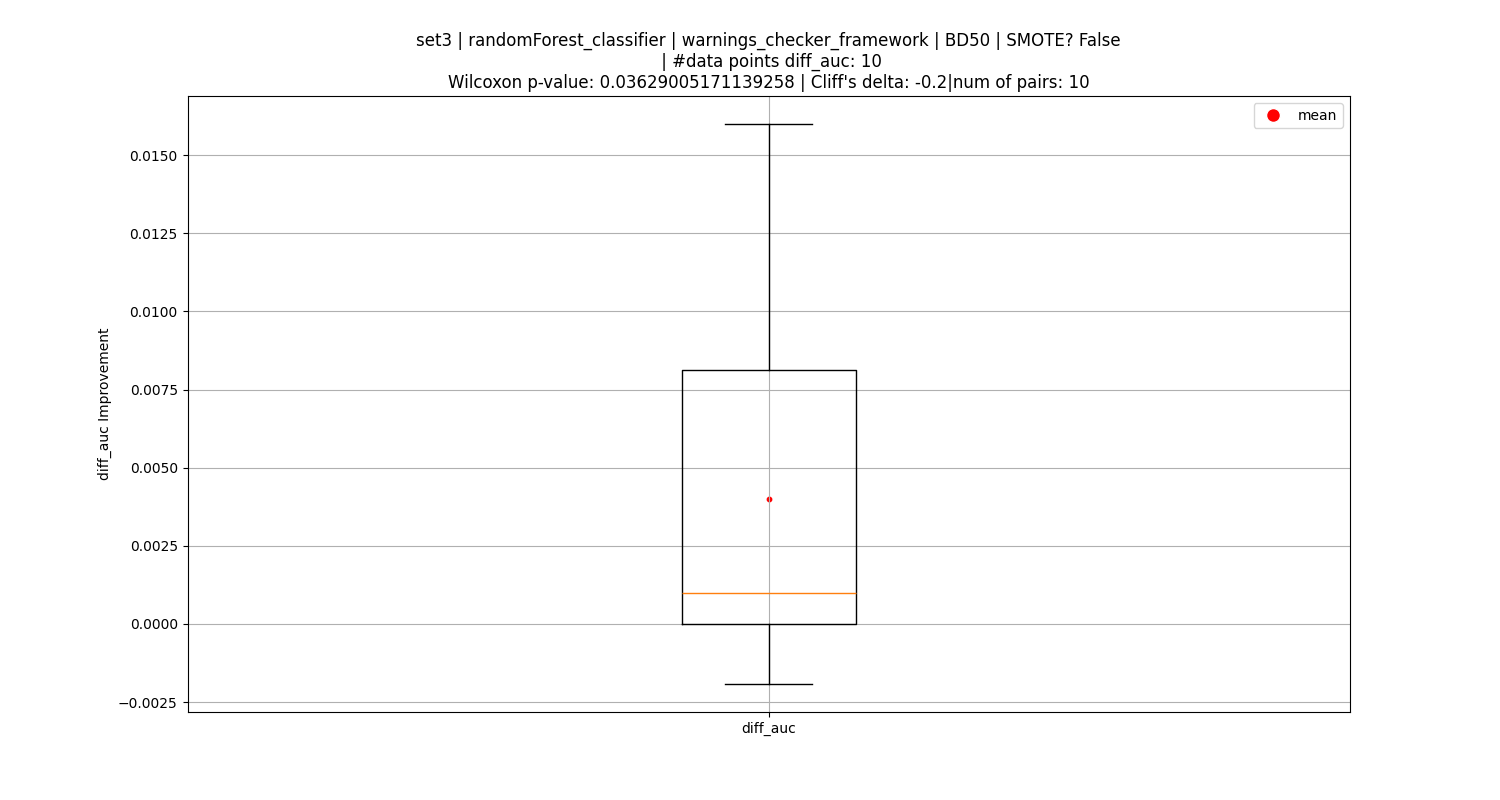 set3 | randomForest_classifier | warnings_checker_framework | BD50 | SMOTE? False
| #data points diff_auc: 10
Wilcoxon p-value: 0.03629005171139258 | Cliff's delta: -0.2|num of pairs: 10
mean
0.0150
0.0125
0.0100
0.0075
0.0050
0.0025
0.0000
−0.0025
diff_auc Improvement
diff_auc